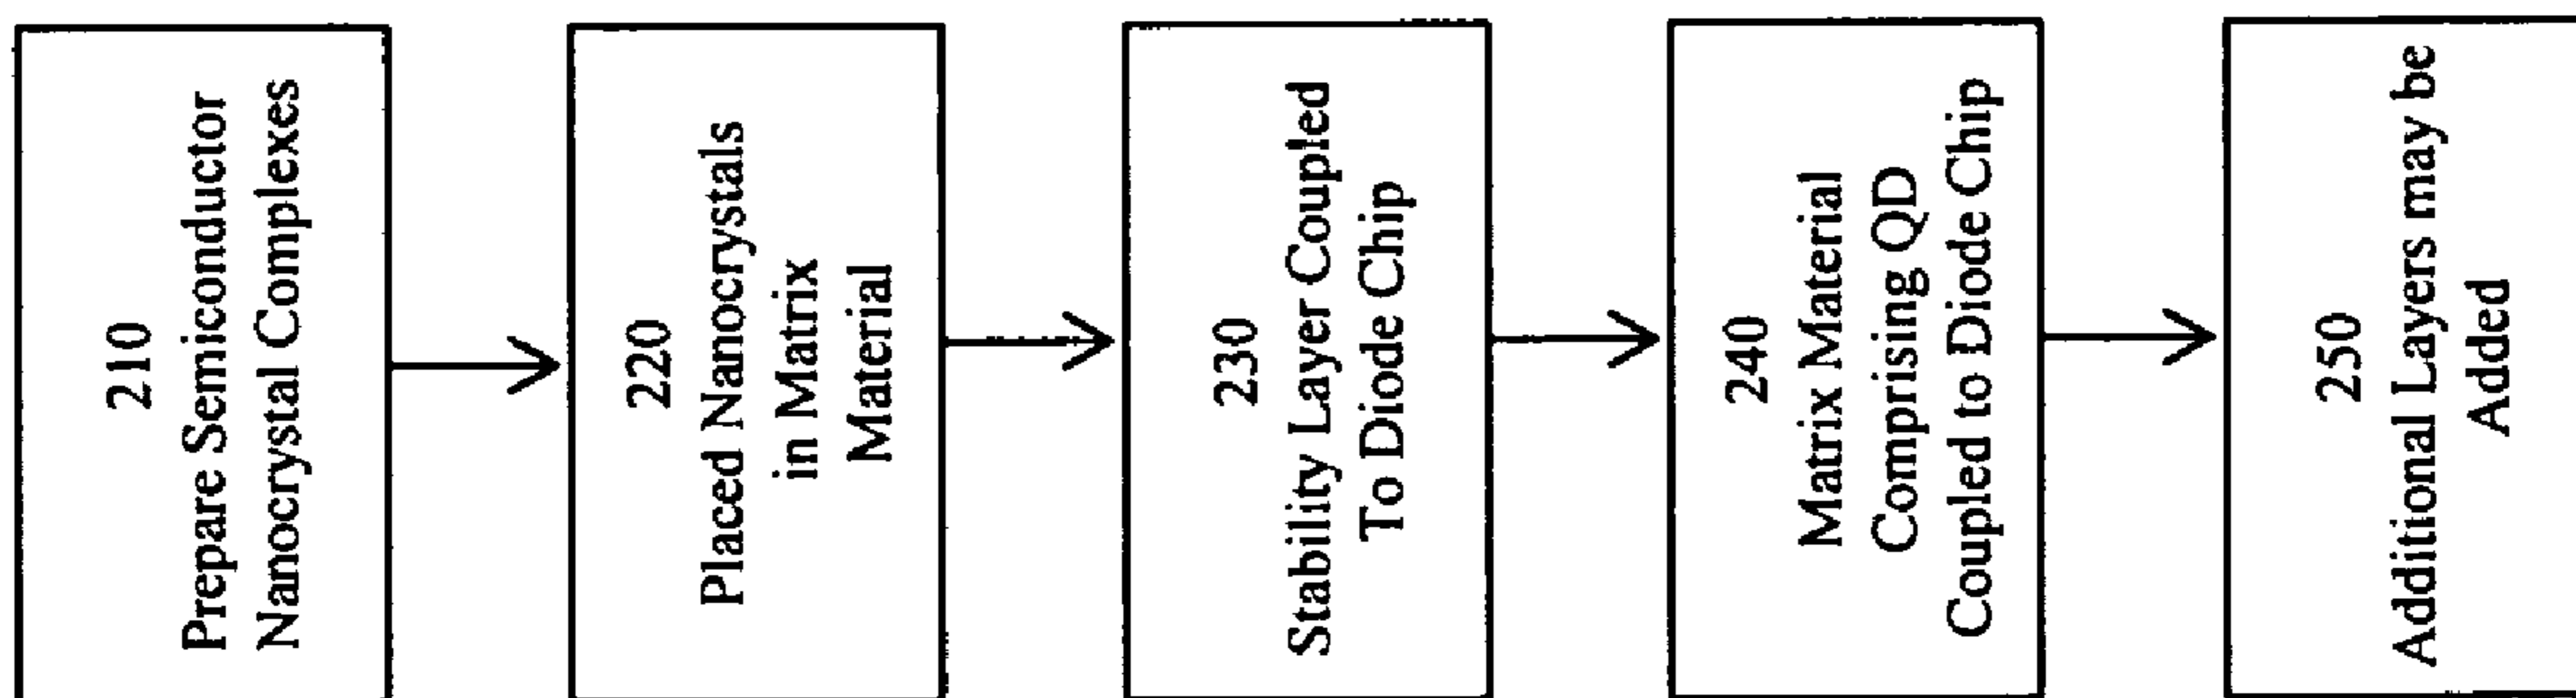 210
Prepare Semiconductor
Nanocrystal Complexes
220
Placed Nanocrystals
in Matrix
Material
230
Stability Layer Coupled
To Diode Chip
240
Matrix Material
Comprising QD
Coupled to Diode Chip
250
Additional Layers may be
Added